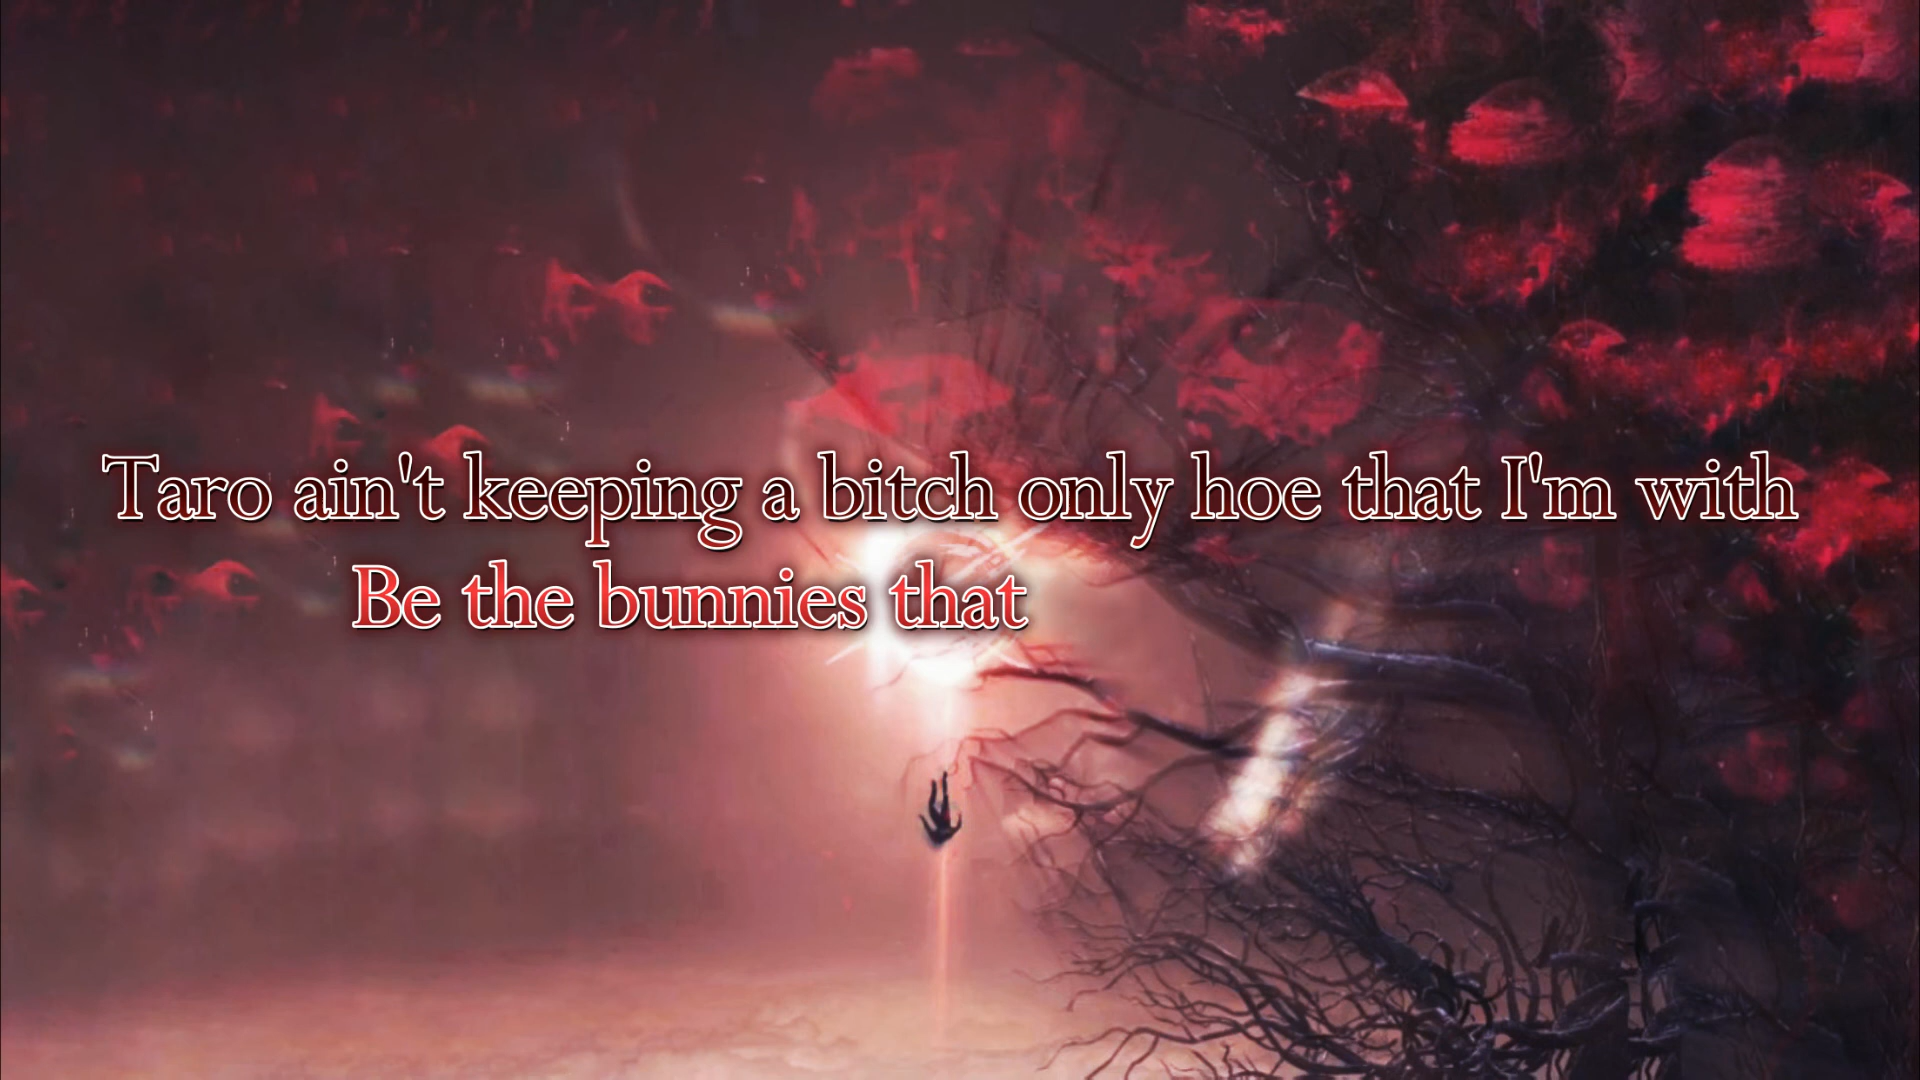 Taro ain't keeping a bitch only hoe that I'm with
Be the bunnies that